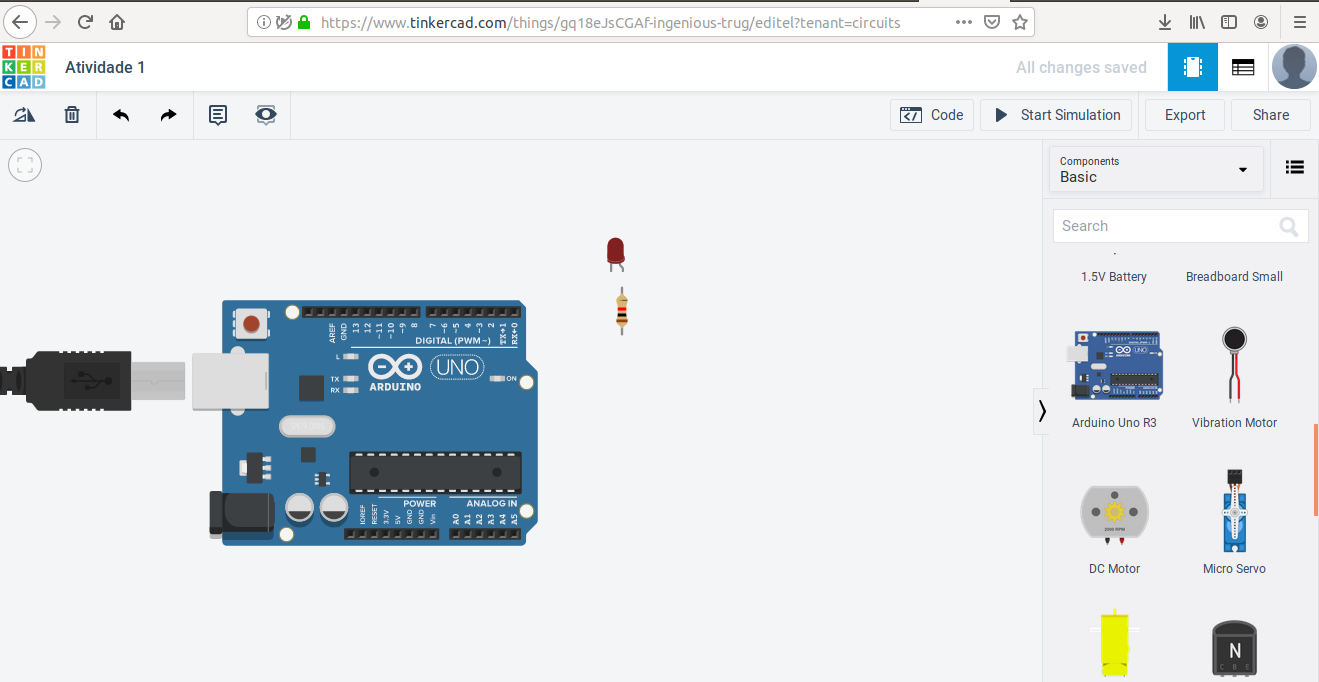 https://www.tinkercad.com/things/gq18eJsCGAf-ingenious-trug/editel?tenant=circuits
TIN
KER
CAD
Atividade 1
All changes saved
Code
Start Simulation
Export
Share
Components
Basic
Search
1.5V Battery
Breadboard Small
Arduino Uno R3
Vibration Motor
DC Motor
Micro Servo
N
C B E
AREF
GND
13
12
~11
~10
~9
8
7
~6
~5
4
~3
2
TX→1
RX←0
DIGITAL (PWM~)
L
TX
RX
UNO
ARDUINO
ON
POWER
ANALOG IN
IOREF
RESET
3.3V
5V
GND
GND
Vin
A0
A1
A2
A3
A4
A5